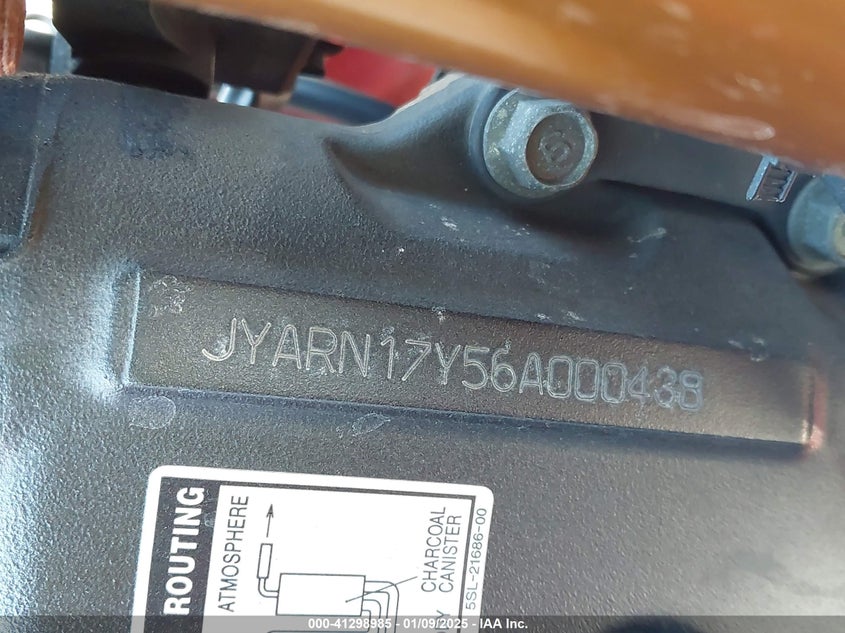 JYARN17Y56A000438
ROUTING
ATMOSPHERE
CHARCOAL
CANISTER
5SL-21686-00
000-41298985 - 01/09/2025 - IAA Inc.